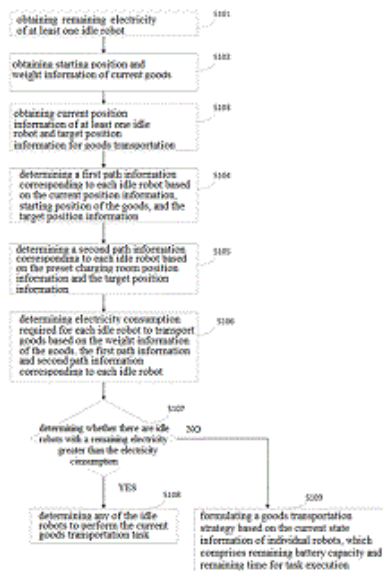 obtaining remaining electricity
of at least one idle robot
S101
obtaining starting position and
weight information of current goods
S102
obtaining current position
information of at least one idle
robot and target position
information for goods transportation
S103
determining a first path information
corresponding to each idle robot based
on the current position information,
starting position of the goods, and the
target position information
S104
determining a second path information
corresponding to each idle robot based
on the preset charging room position
information and the target position
information
S105
determining electricity consumption
required for each idle robot to transport
goods based on the weight information
of the goods, the first path information
and second path information
corresponding to each idle robot
S106
determining whether there are idle
robots with a remaining electricity
greater than the electricity
consumption
S107
NO
YES
determining any of the idle
robots to perform the current
goods transportation task
S108
formulating a goods transportation
strategy based on the current state
information of individual robots, which
comprises remaining battery capacity and
remaining time for task execution
S109